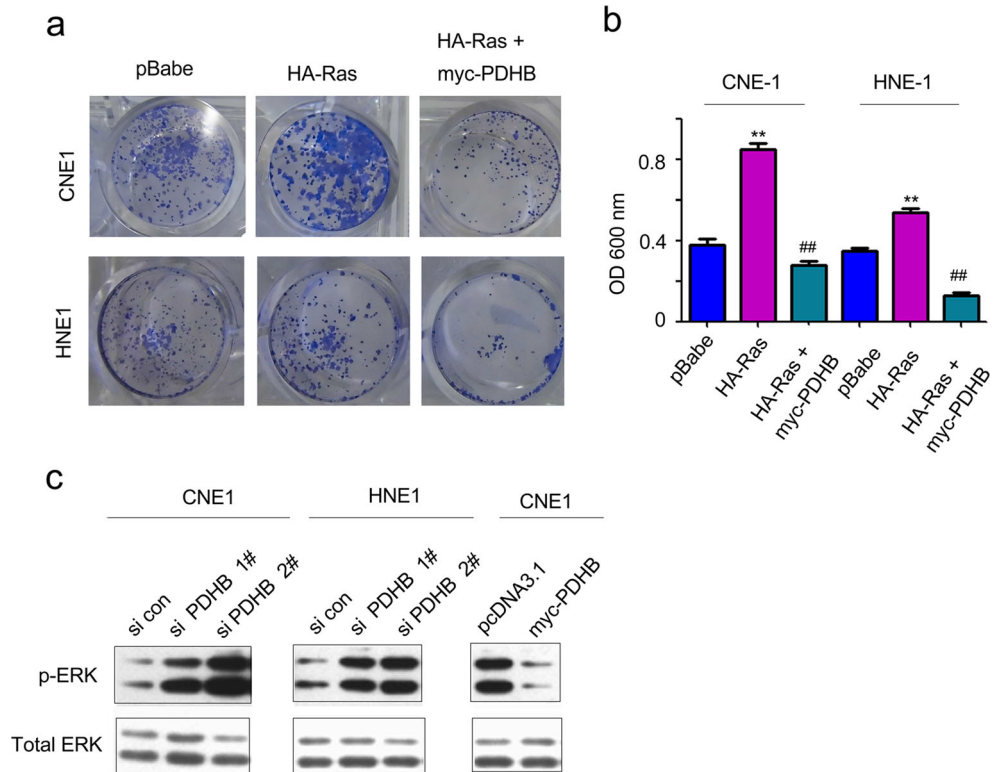 a
pBabe
HA-Ras
HA-Ras +
myc-PDHB
CNE1
HNE1
b
CNE-1
HNE-1
OD 600 nm
0.8
0.4
0
**
##
**
##
pBabe
HA-Ras
HA-Ras +
myc-PDHB
pBabe
HA-Ras
HA-Ras +
myc-PDHB
c
CNE1
HNE1
CNE1
si con
si PDHB 1#
si PDHB 2#
si con
si PDHB 1#
si PDHB 2#
pcDNA3.1
myc-PDHB
p-ERK
Total ERK